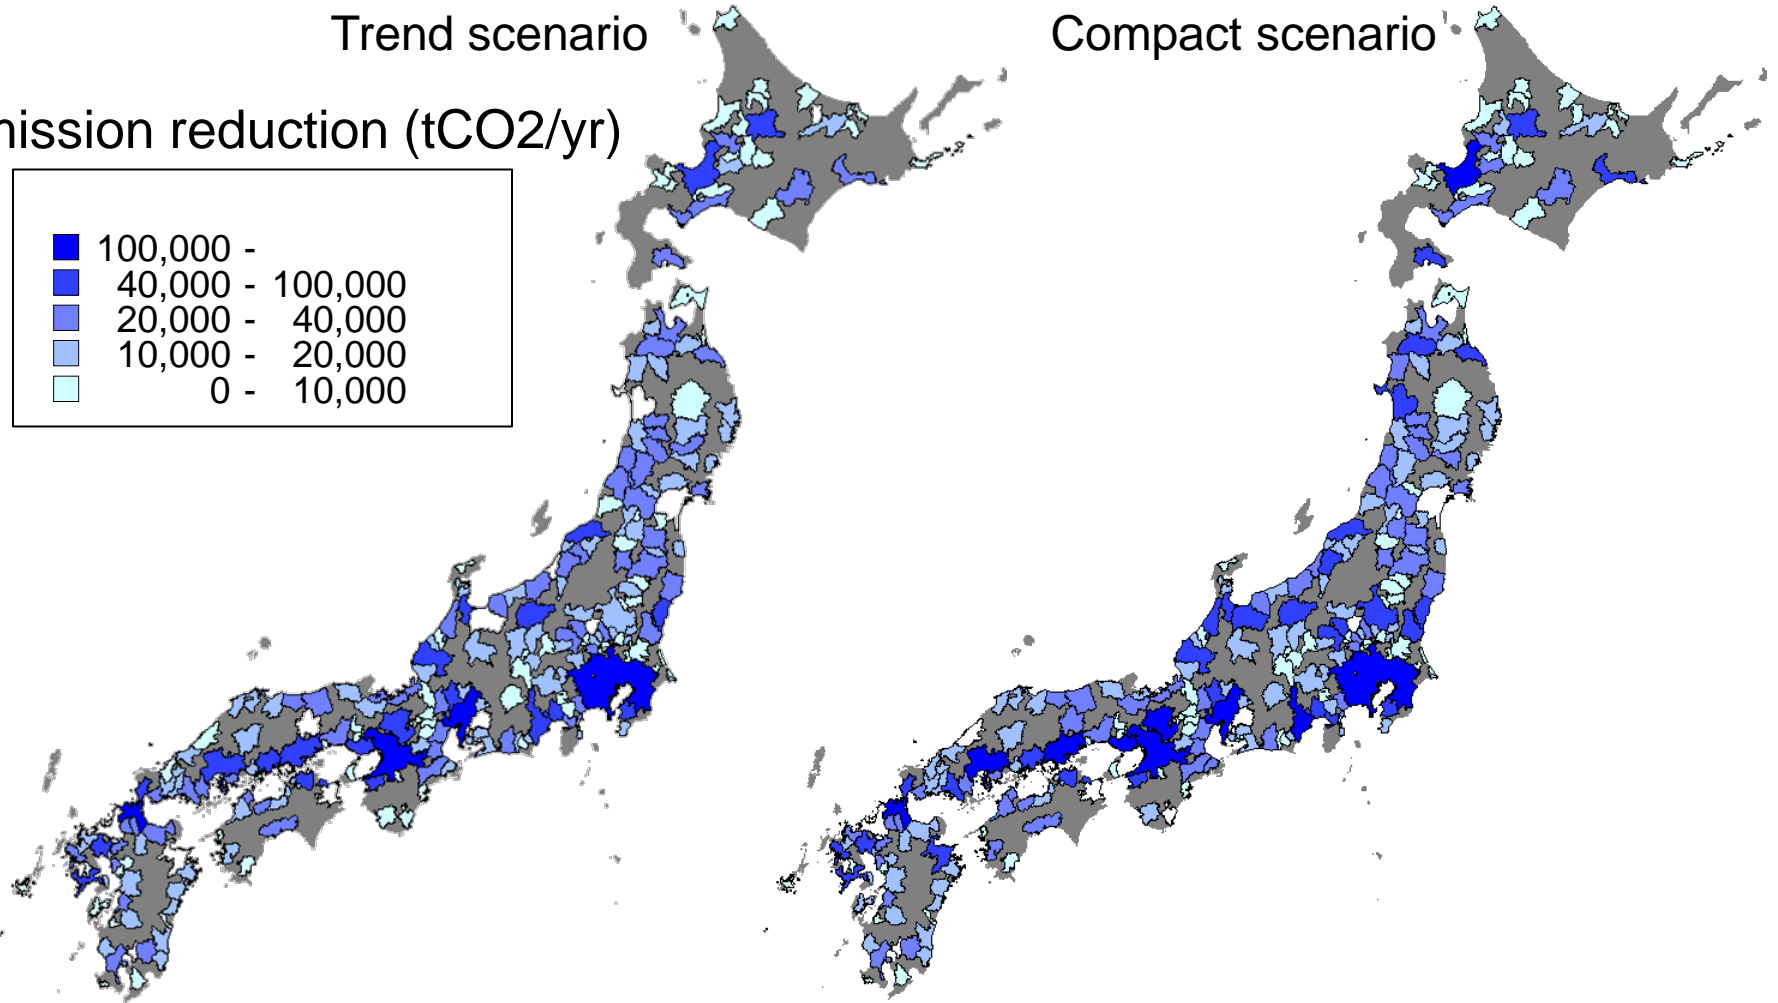 Trend scenario
Compact scenario
mission reduction (tCO2/yr)
100,000 -
40,000 - 100,000
20,000 - 40,000
10,000 - 20,000
0 - 10,000